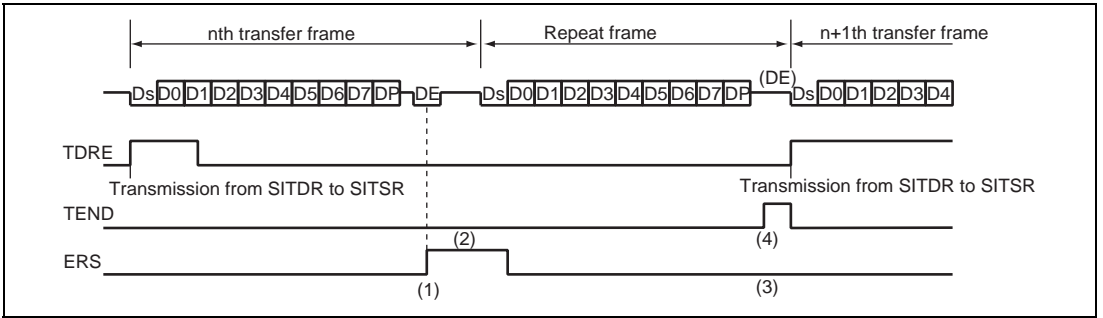 nth transfer frame Repeat frame n+1th transfer frame
(DE)
Ds D0 D1 D2 D3 D4 D5 D6 D7 DP DE Ds D0 D1 D2 D3 D4 D5 D6 D7 DP Ds D0 D1 D2 D3 D4
TDRE
Transmission from SITDR to SITSR Transmission from SITDR to SITSR
TEND
(2) (4)
ERS
(1) (3)